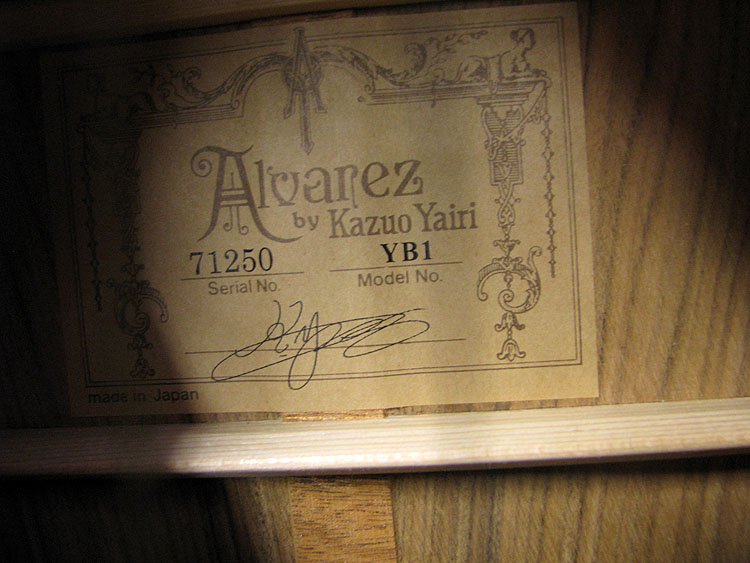 Alvarez
by Kazuo Yairi
71250 YB1
Serial No. Model No.
made in Japan